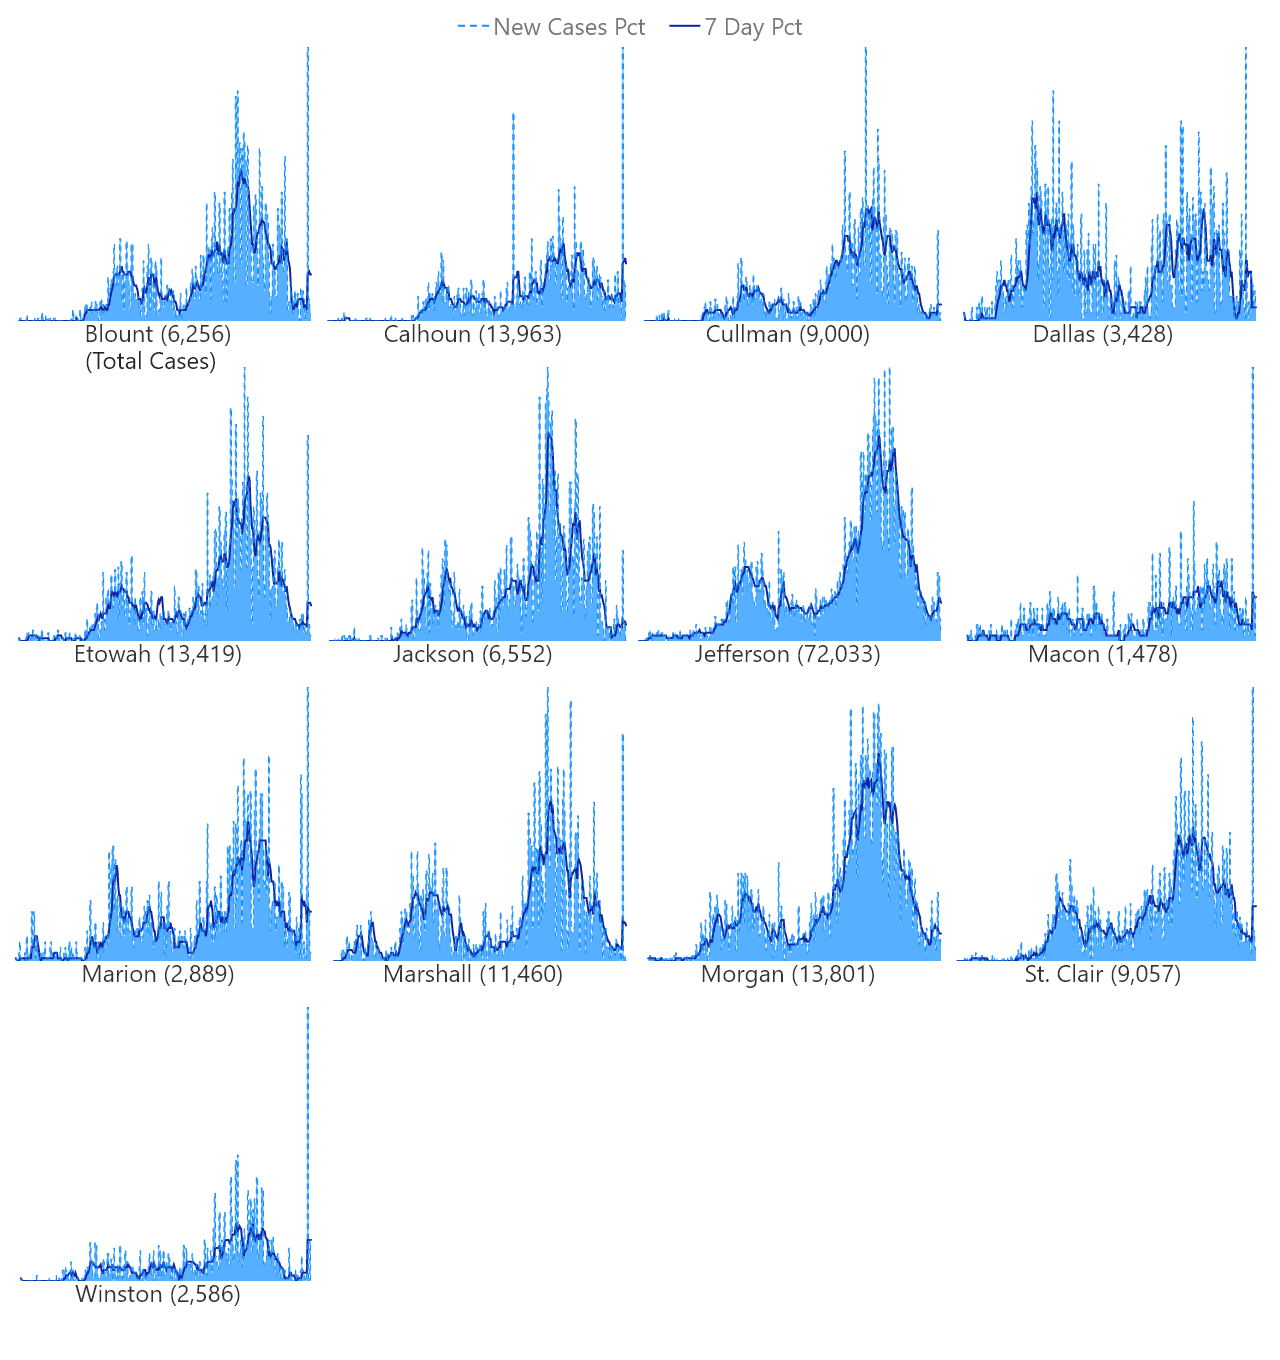 New Cases Pct 7 Day Pct
Blount (6,256) Calhoun (13,963) Cullman (9,000) Dallas (3,428)
(Total Cases)
Etowah (13,419) Jackson (6,552) Jefferson (72,033) Macon (1,478)
Marion (2,889) Marshall (11,460) Morgan (13,801) St. Clair (9,057)
Winston (2,586)